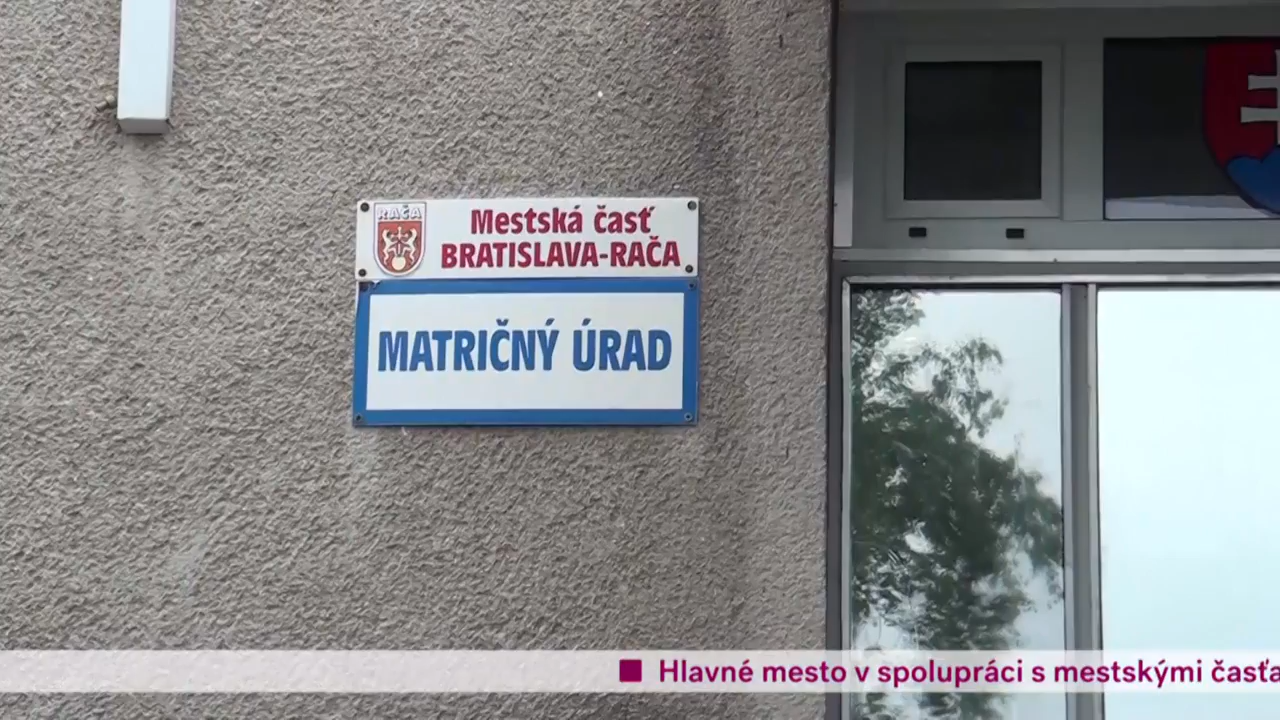 RAČA
Mestská časť
BRATISLAVA-RAČA
MATRIČNÝ ÚRAD
Hlavné mesto v spolupráci s mestskými časťa